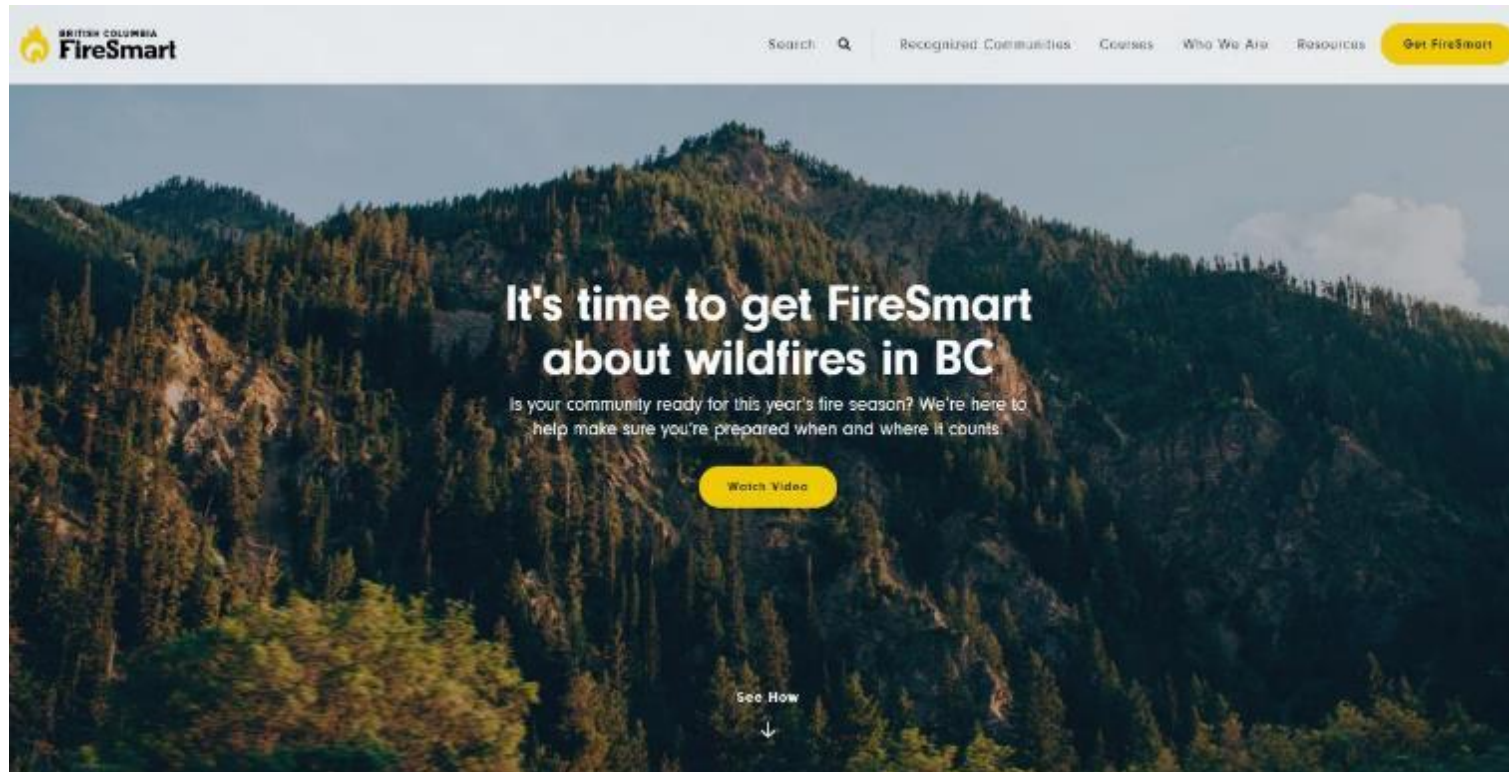 BRITISH COLUMBIA
FireSmart
Search
Recognized Communities
Courses
Who We Are
Resources
Get FireSmart
It's time to get FireSmart
about wildfires in BC
Is your community ready for this year's fire season? We're here to
help make sure you're prepared when and where it counts.
Watch Video
See How